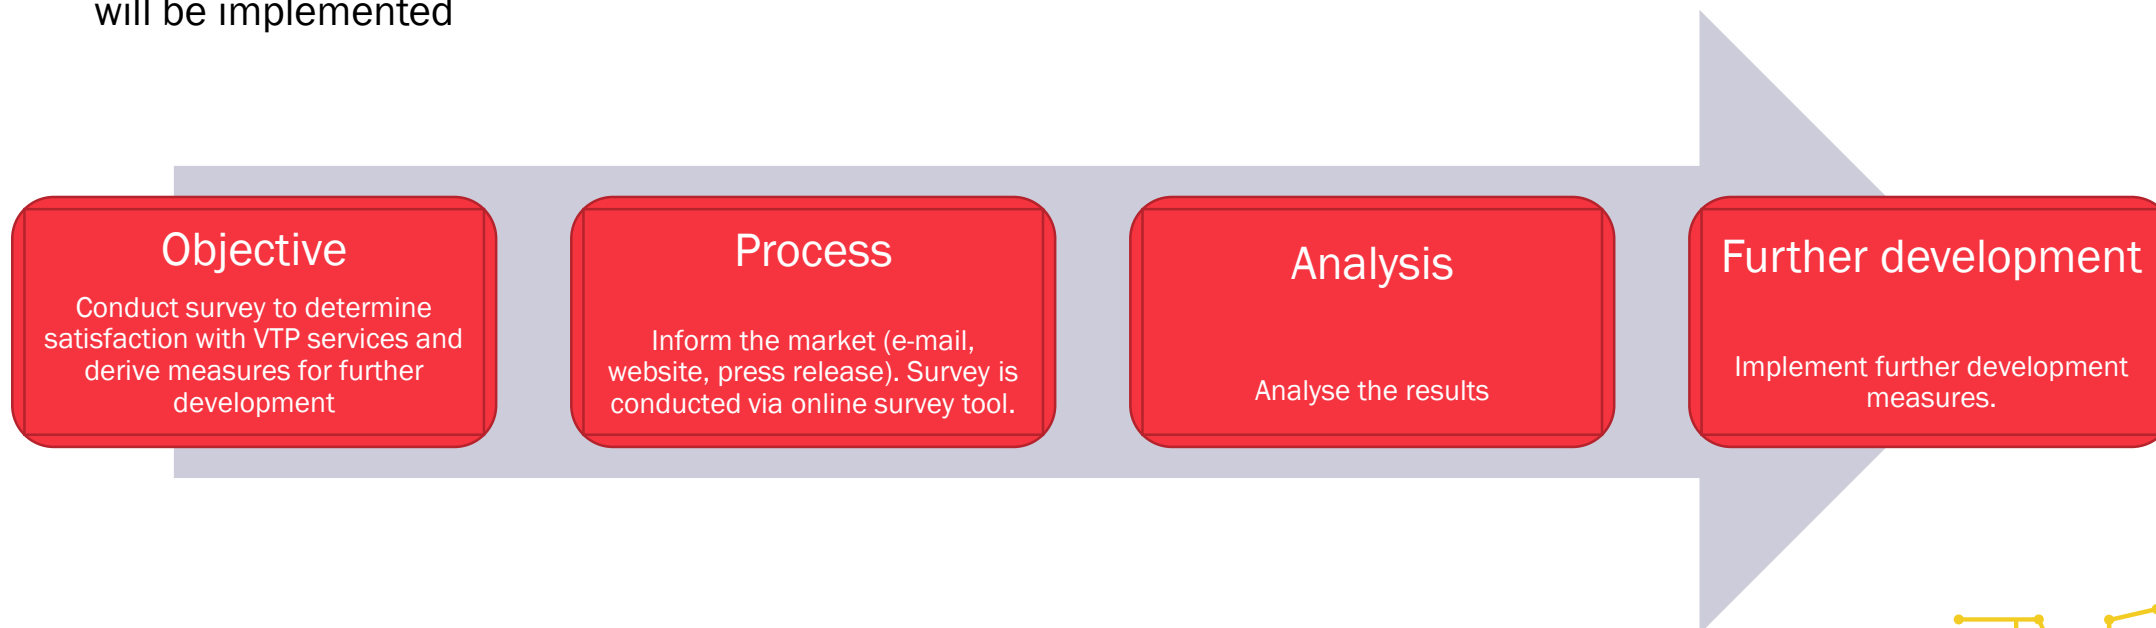 will be implemented
Objective
Conduct survey to determine
satisfaction with VTP services and
derive measures for further
development
Process
Inform the market (e-mail,
website, press release). Survey is
conducted via online survey tool.
Analysis
Analyse the results
Further development
Implement further development
measures.